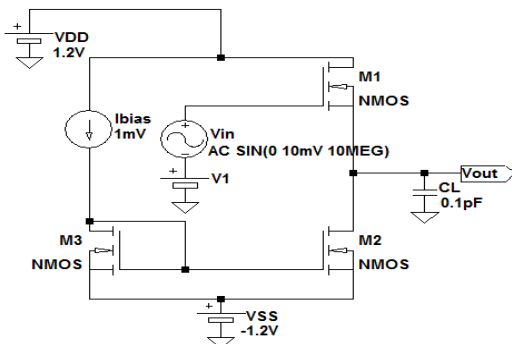 VDD
1.2V
M1
NMOS
Ibias
1mV
Vin
AC SIN(0 10mV 10MEG)
V1
Vout
CL
0.1pF
M3
NMOS
M2
NMOS
VSS
-1.2V